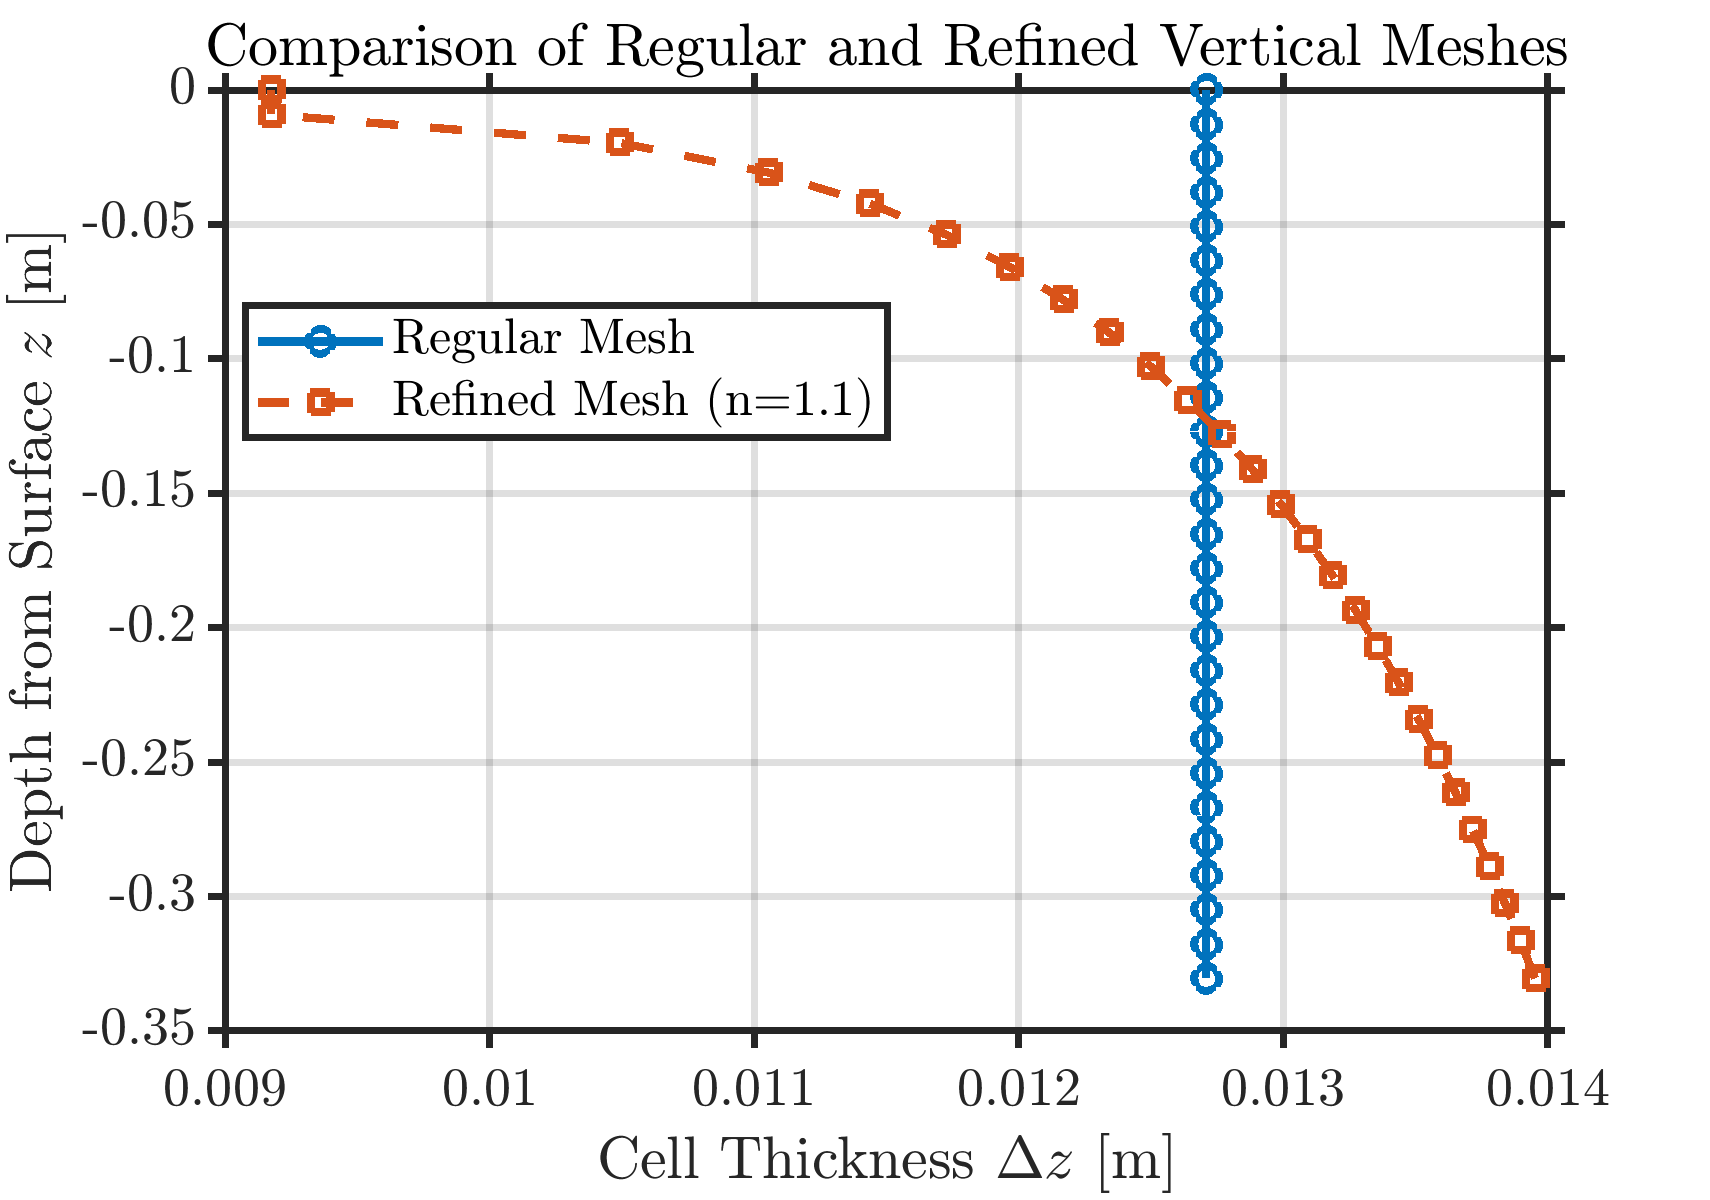 Comparison of Regular and Refined Vertical Meshes
0
-0.05
-0.1
-0.15
-0.2
-0.25
-0.3
-0.35
Depth from Surface z [m]
Regular Mesh
Refined Mesh (n=1.1)
0.009 0.01 0.011 0.012 0.013 0.014
Cell Thickness Δz [m]